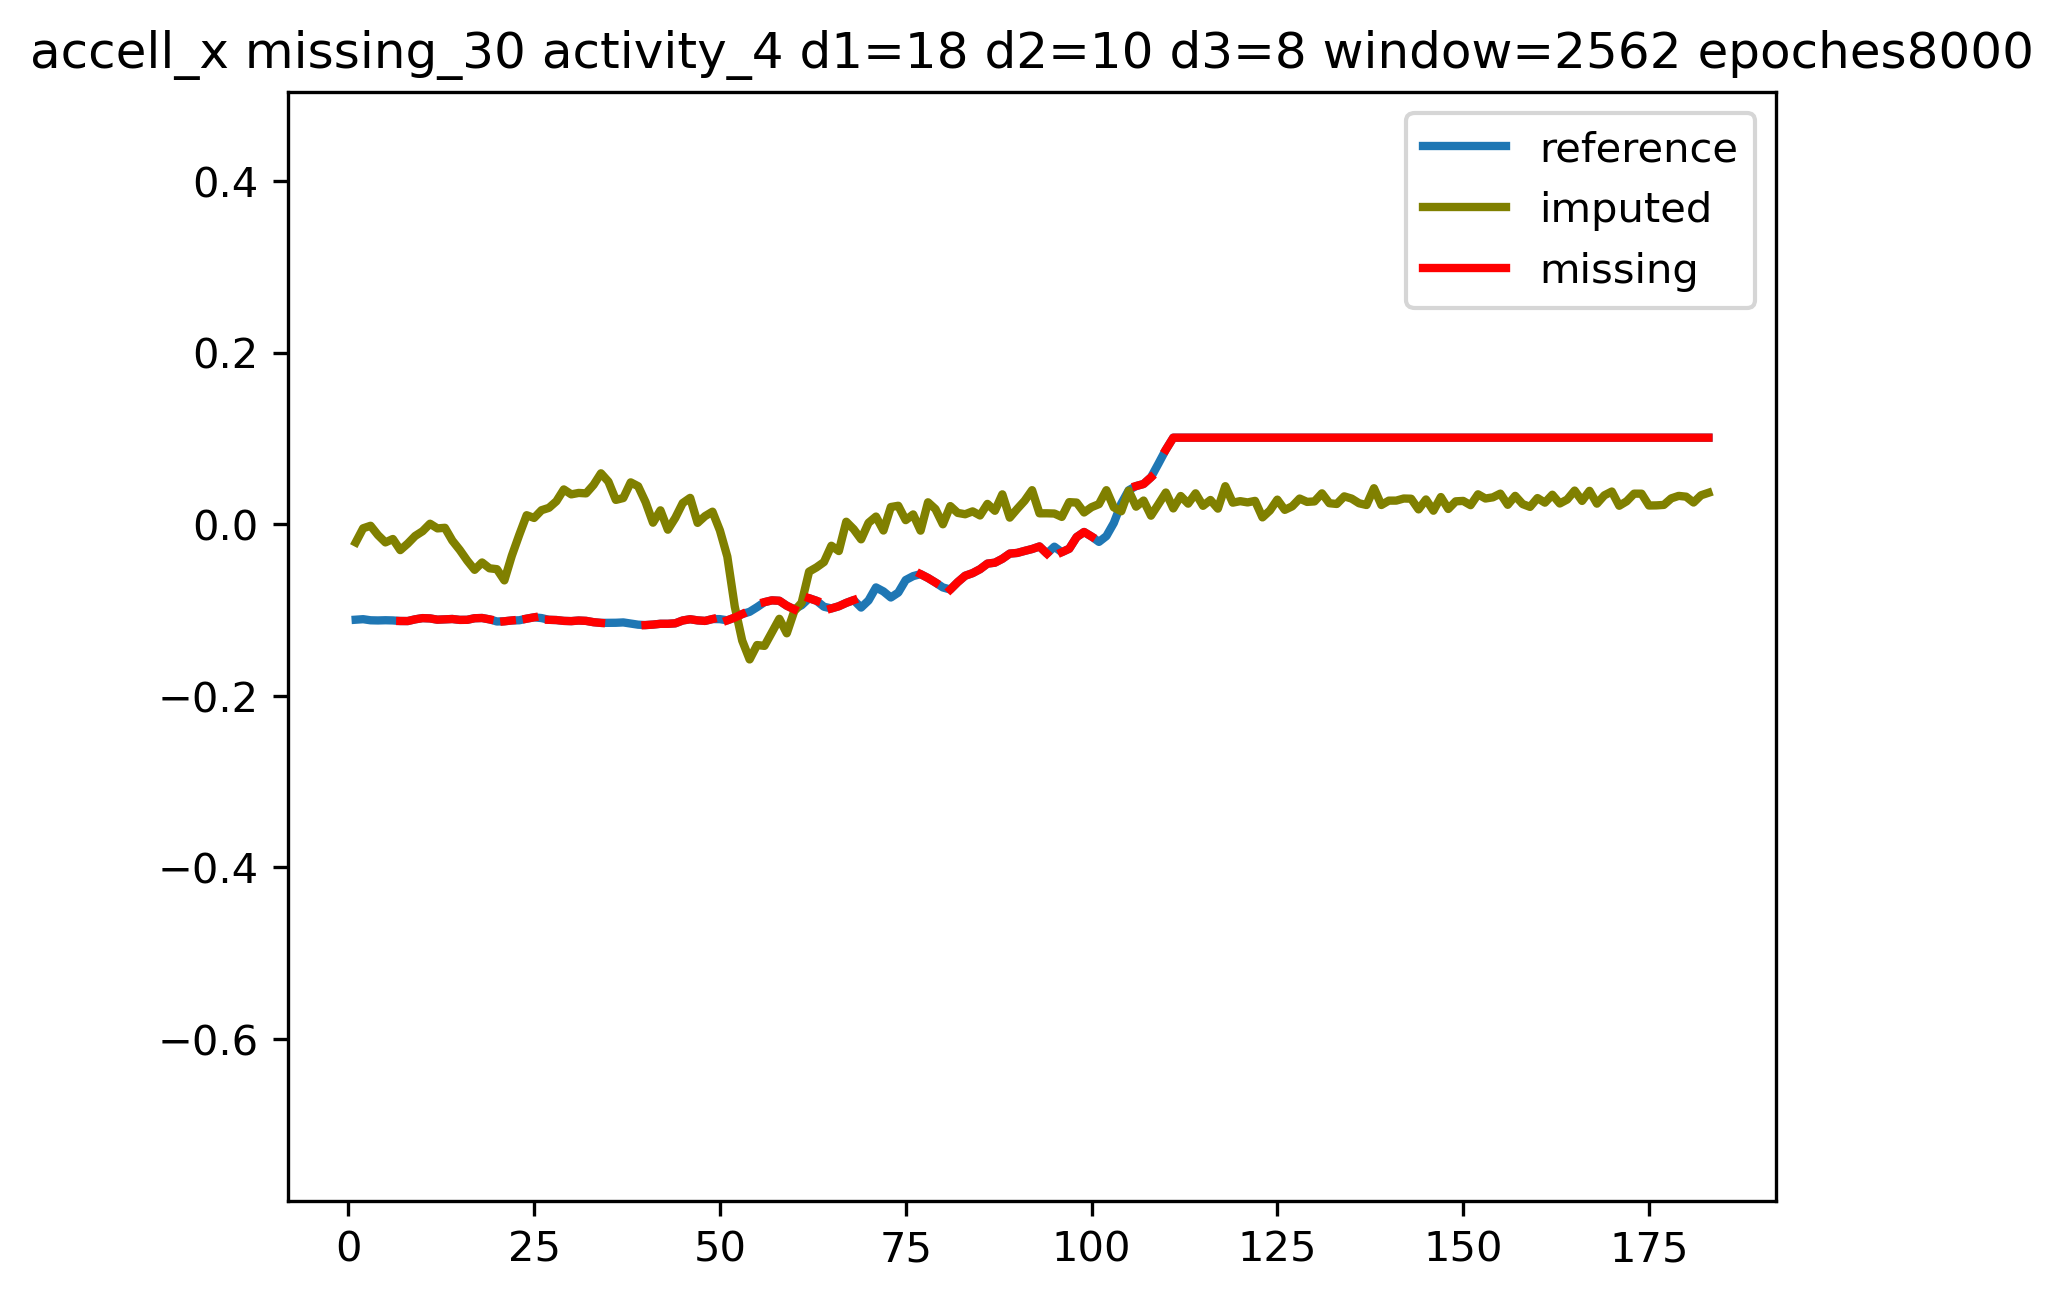 accell_x missing_30 activity_4 d1=18 d2=10 d3=8 window=2562 epoches8000
reference
imputed
missing
0.4
0.2
0.0
−0.2
−0.4
−0.6
0 25 50 75 100 125 150 175